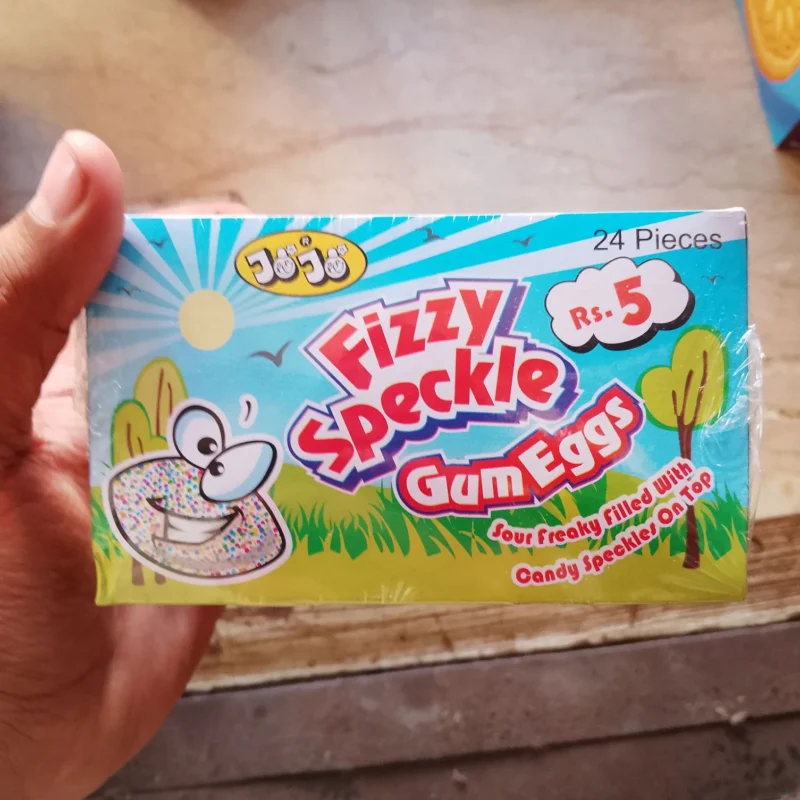 JoJo
R
24 Pieces
Rs. 5
Fizzy
Speckle
Gum Eggs
Sour Freaky Filled With
Candy Speckles On Top